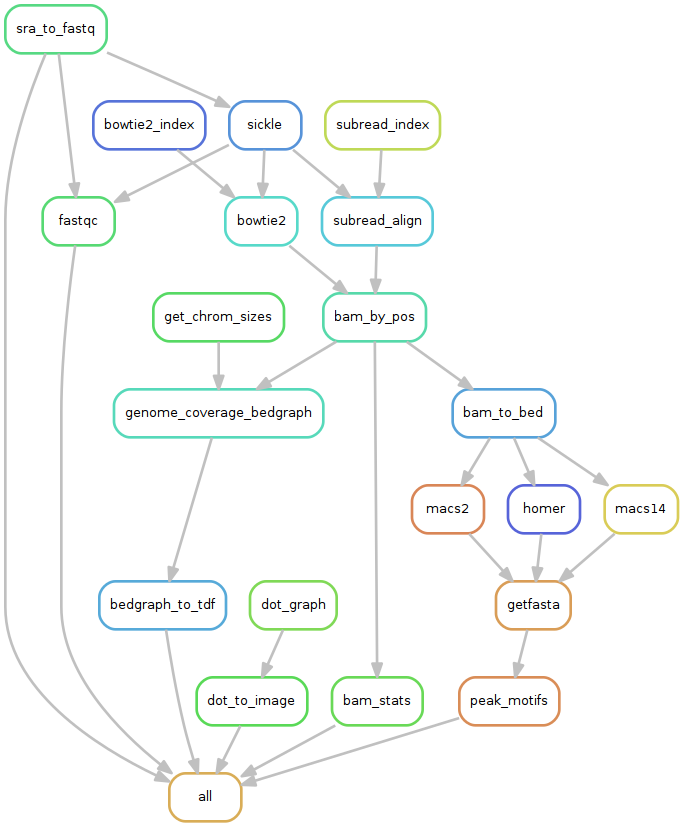 sra_to_fastq
bowtie2_index
sickle
subread_index
fastqc
bowtie2
subread_align
get_chrom_sizes
bam_by_pos
genome_coverage_bedgraph
bam_to_bed
macs2
homer
macs14
bedgraph_to_tdf
dot_graph
getfasta
dot_to_image
bam_stats
peak_motifs
all